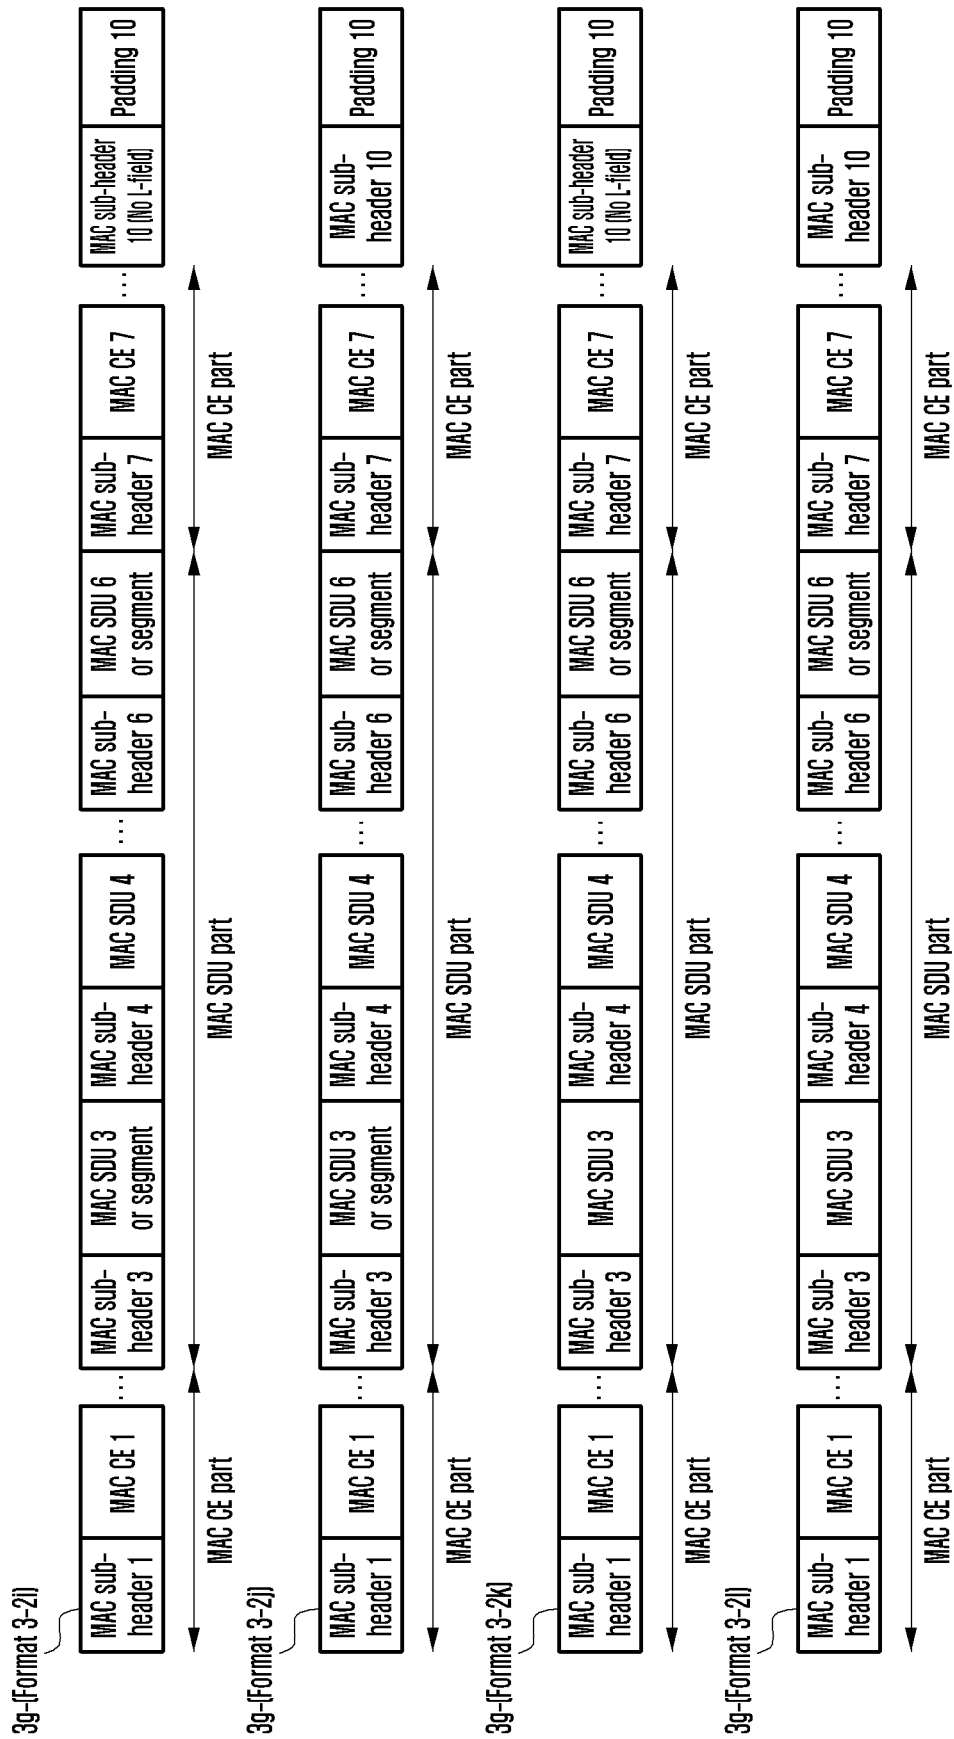 3g-(Format 3-2i)
MAC sub-
header 1
MAC CE 1
...
MAC sub-
header 3
MAC SDU 3
or segment
MAC sub-
header 4
MAC SDU 4
...
MAC sub-
header 6
MAC SDU 6
or segment
MAC sub-
header 7
MAC CE 7
...
MAC sub-header
10 (No L-field)
Padding 10
MAC CE part
MAC SDU part
MAC CE part
3g-(Format 3-2j)
MAC sub-
header 1
MAC CE 1
...
MAC sub-
header 3
MAC SDU 3
or segment
MAC sub-
header 4
MAC SDU 4
...
MAC sub-
header 6
MAC SDU 6
or segment
MAC sub-
header 7
MAC CE 7
...
MAC sub-
header 10
Padding 10
MAC CE part
MAC SDU part
MAC CE part
3g-(Format 3-2k)
MAC sub-
header 1
MAC CE 1
...
MAC sub-
header 3
MAC SDU 3
MAC sub-
header 4
MAC SDU 4
...
MAC sub-
header 6
MAC SDU 6
or segment
MAC sub-
header 7
MAC CE 7
...
MAC sub-header
10 (No L-field)
Padding 10
MAC CE part
MAC SDU part
MAC CE part
3g-(Format 3-2l)
MAC sub-
header 1
MAC CE 1
...
MAC sub-
header 3
MAC SDU 3
MAC sub-
header 4
MAC SDU 4
...
MAC sub-
header 6
MAC SDU 6
or segment
MAC sub-
header 7
MAC CE 7
...
MAC sub-
header 10
Padding 10
MAC CE part
MAC SDU part
MAC CE part